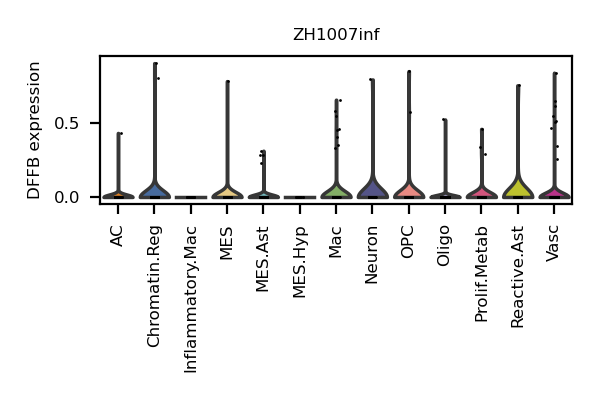 ZH1007inf
DFFB expression
0.5
0.0
AC
Chromatin.Reg
Inflammatory.Mac
MES
MES.Ast
MES.Hyp
Mac
Neuron
OPC
Oligo
Prolif.Metab
Reactive.Ast
Vasc